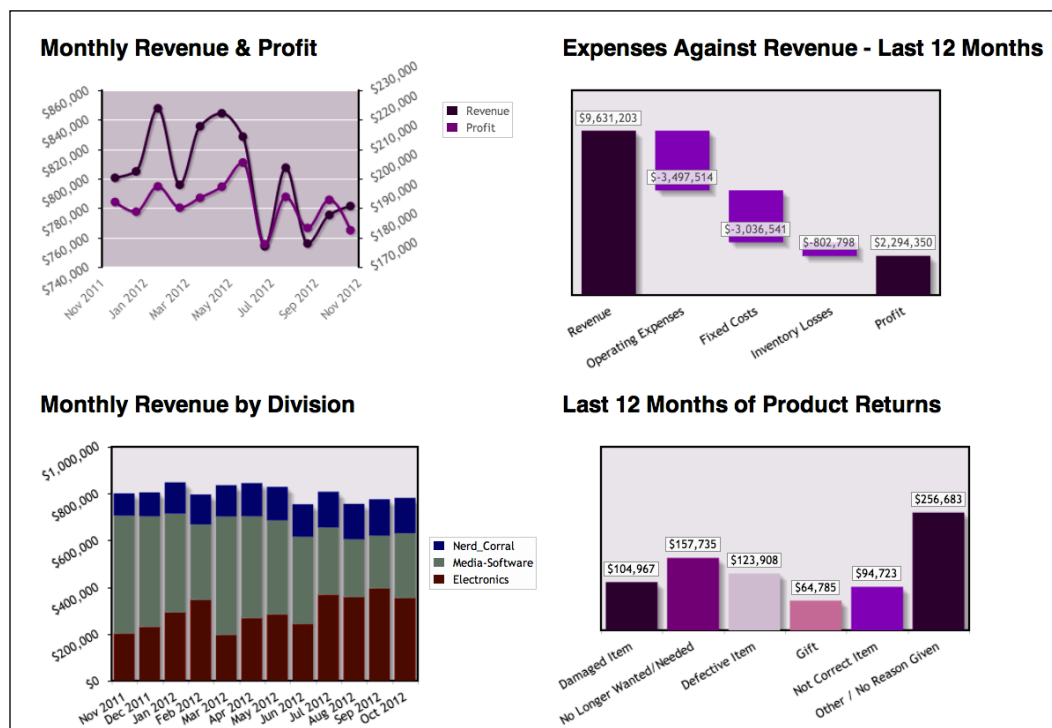 Monthly Revenue & Profit
$860,000
$840,000
$820,000
$800,000
$780,000
$760,000
$740,000
$230,000
$220,000
$210,000
$200,000
$190,000
$180,000
$170,000
Nov 2011
Jan 2012
Mar 2012
May 2012
Jul 2012
Sep 2012
Nov 2012
Revenue
Profit
Expenses Against Revenue - Last 12 Months
$9,631,203
$-3,497,514
$-3,036,541
$-802,798
$2,294,350
Revenue
Operating Expenses
Fixed Costs
Inventory Losses
Profit
Monthly Revenue by Division
$1,000,000
$800,000
$600,000
$400,000
$200,000
$0
Nov 2011
Dec 2011
Jan 2012
Feb 2012
Mar 2012
Apr 2012
May 2012
Jun 2012
Jul 2012
Aug 2012
Sep 2012
Oct 2012
Nerd_Corral
Media-Software
Electronics
Last 12 Months of Product Returns
$104,967
$157,735
$123,908
$64,785
$94,723
$256,683
Damaged Item
No Longer Wanted/Needed
Defective Item
Gift
Not Correct Item
Other / No Reason Given